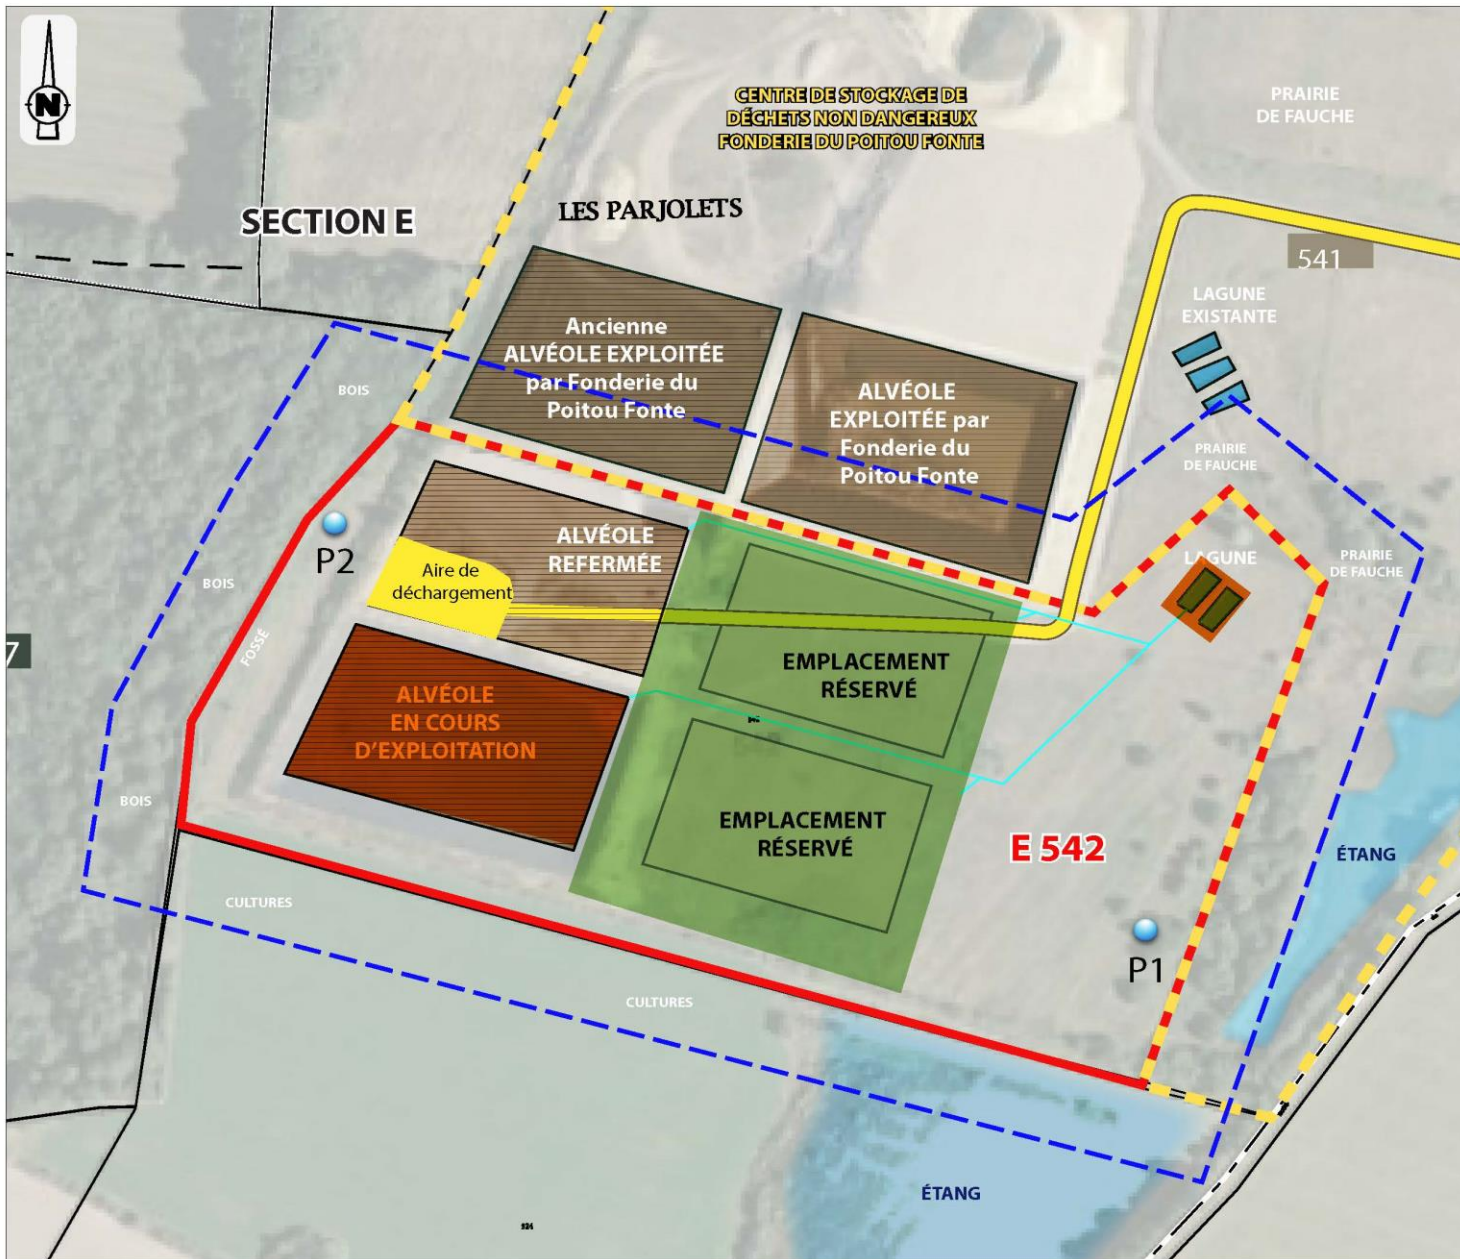 N
CENTRE DE STOCKAGE DE
DÉCHETS NON DANGEREUX
FONDERIE DU POITOU FONTE
PRAIRIE
DE FAUCHE
SECTION E
LES PARJOLETS
541
LAGUNE
EXISTANTE
Ancienne
ALVÉOLE EXPLOITÉE
par Fonderie du
Poitou Fonte
ALVÉOLE
EXPLOITÉE par
Fonderie du
Poitou Fonte
BOIS
PRAIRIE
DE FAUCHE
P2
ALVÉOLE
REFERMÉE
LAGUNE
PRAIRIE
DE FAUCHE
Aire de
déchargement
BOIS
FOSSÉ
7
EMPLACEMENT
RÉSERVÉ
ALVÉOLE
EN COURS
D'EXPLOITATION
BOIS
EMPLACEMENT
RÉSERVÉ
E 542
ÉTANG
CULTURES
P1
CULTURES
ÉTANG
924